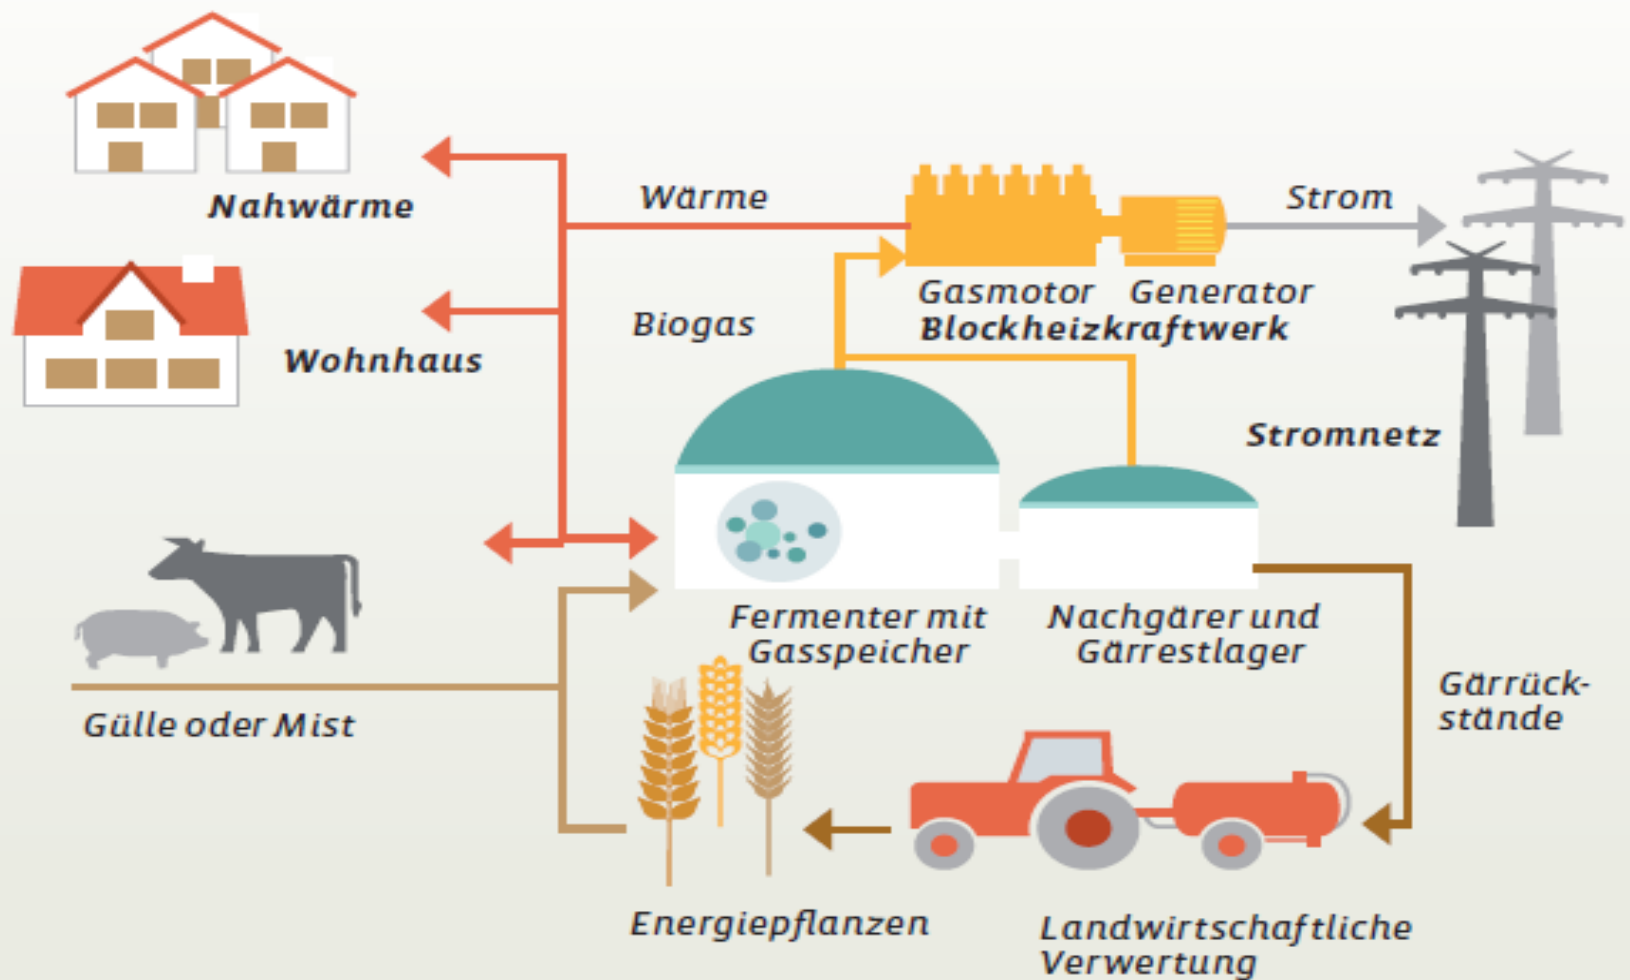 Nahwärme
Wärme
Strom
Gasmotor Generator
Blockheizkraftwerk
Biogas
Wohnhaus
Stromnetz
Fermenter mit
Gasspeicher
Nachgärer und
Gärrestlager
Gülle oder Mist
Gärrück-
stände
Energiepflanzen
Landwirtschaftliche
Verwertung